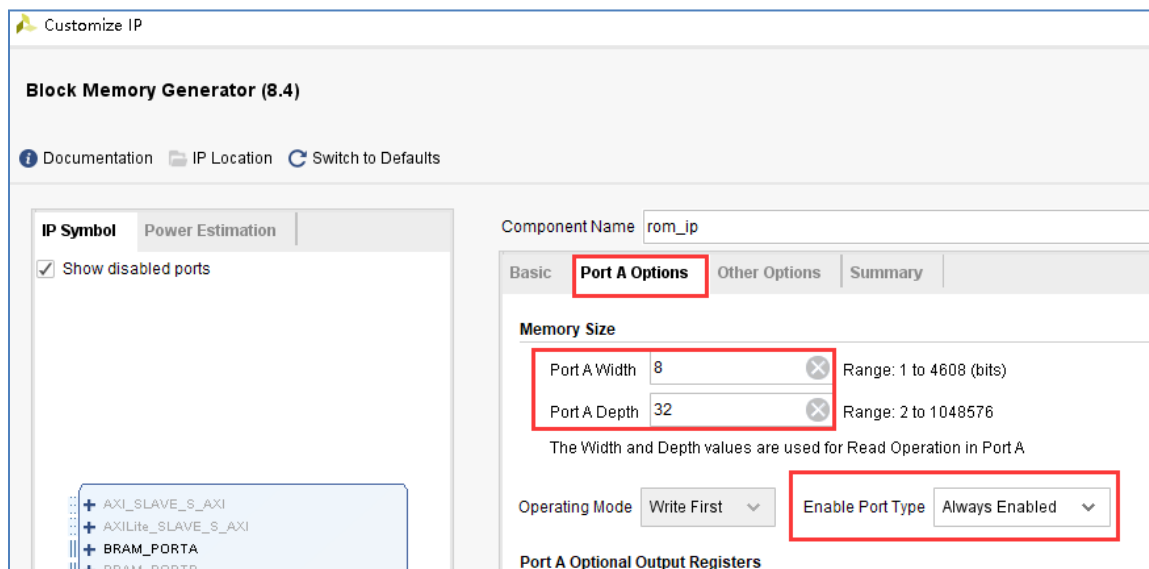 Customize IP
Block Memory Generator (8.4)
Documentation IP Location Switch to Defaults
IP Symbol Power Estimation
Show disabled ports
AXI_SLAVE_S_AXI
AXILite_SLAVE_S_AXI
BRAM_PORTA
BRAM_PORTB
Component Name rom_ip
Basic Port A Options Other Options Summary
Memory Size
Port A Width 8 Range: 1 to 4608 (bits)
Port A Depth 32 Range: 2 to 1048576
The Width and Depth values are used for Read Operation in Port A
Operating Mode Write First Enable Port Type Always Enabled
Port A Optional Output Registers